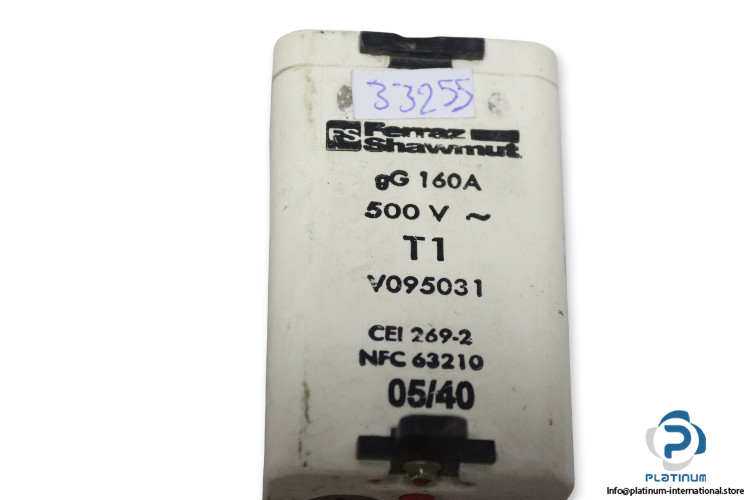 33255
FS Ferraz
Shawmut
gG 160A
500 V ~
T1
V095031
CEI 269-2
NFC 63210
05/40
PLATINUM
Info@platinum-international.store